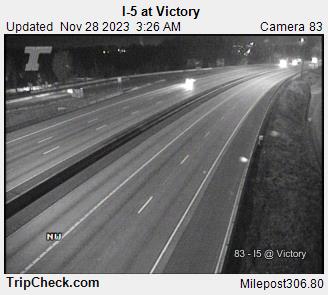 I-5 at Victory
Updated Nov 28 2023 3:26 AM Camera 83
T
NW
83 - I5 @ Victory
TripCheck.com Milepost306.80